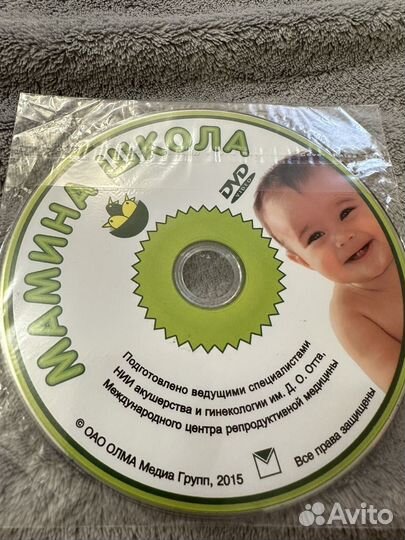 МАМИНА ШКОЛА
DVD
VIDEO
Подготовлено ведущими специалистами
НИИ акушерства и гинекологии им. Д. О. Отта,
Международного центра репродуктивной медицины
© ОАО ОЛМА Медиа Групп, 2015
Все права защищены
Avito